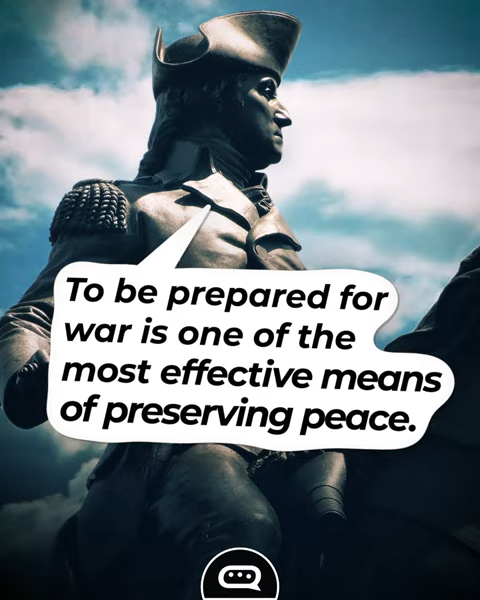 To be prepared for
war is one of the
most effective means
of preserving peace.